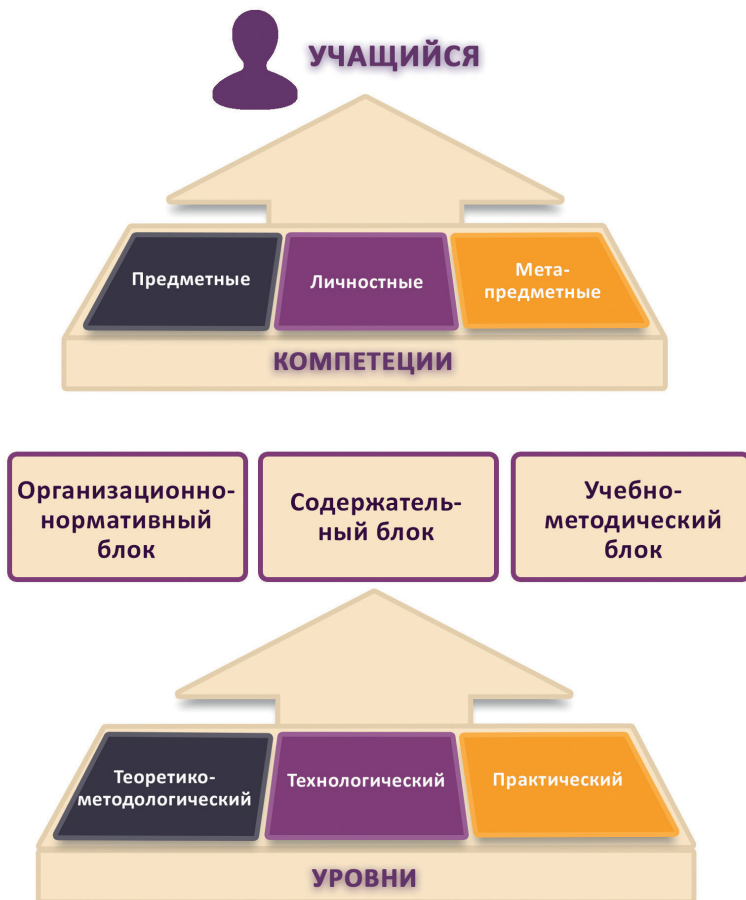 УЧАЩИЙСЯ
Предметные
Личностные
Мета-
предметные
КОМПЕТЕЦИИ
Организационно-
нормативный
блок
Содержатель-
ный блок
Учебно-
методический
блок
Теоретико-
методологический
Технологический
Практический
УРОВНИ